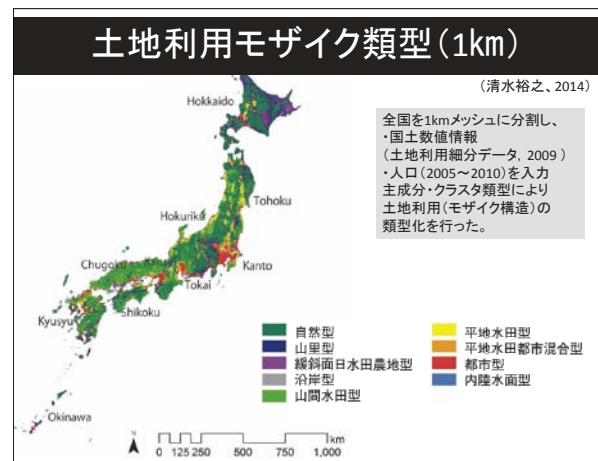 土地利用モザイク類型(1km)
(清水裕之、2014)
全国を1kmメッシュに分割し、
・国土数値情報
(土地利用細分データ, 2009 )
・人口(2005～2010)を入力
主成分・クラスタ類型により
土地利用(モザイク構造)の
類型化を行った。
Hokkaido
Tohoku
Hokuriku
Chugoku
Kansai
Kanto
Tokai
Shikoku
Kyusyu
Okinawa
自然型
山里型
緩斜面日水田農地型
沿岸型
山間水田型
平地水田型
平地水田都市混合型
都市型
内陸水面型
N
km
0 125 250 500 750 1,000